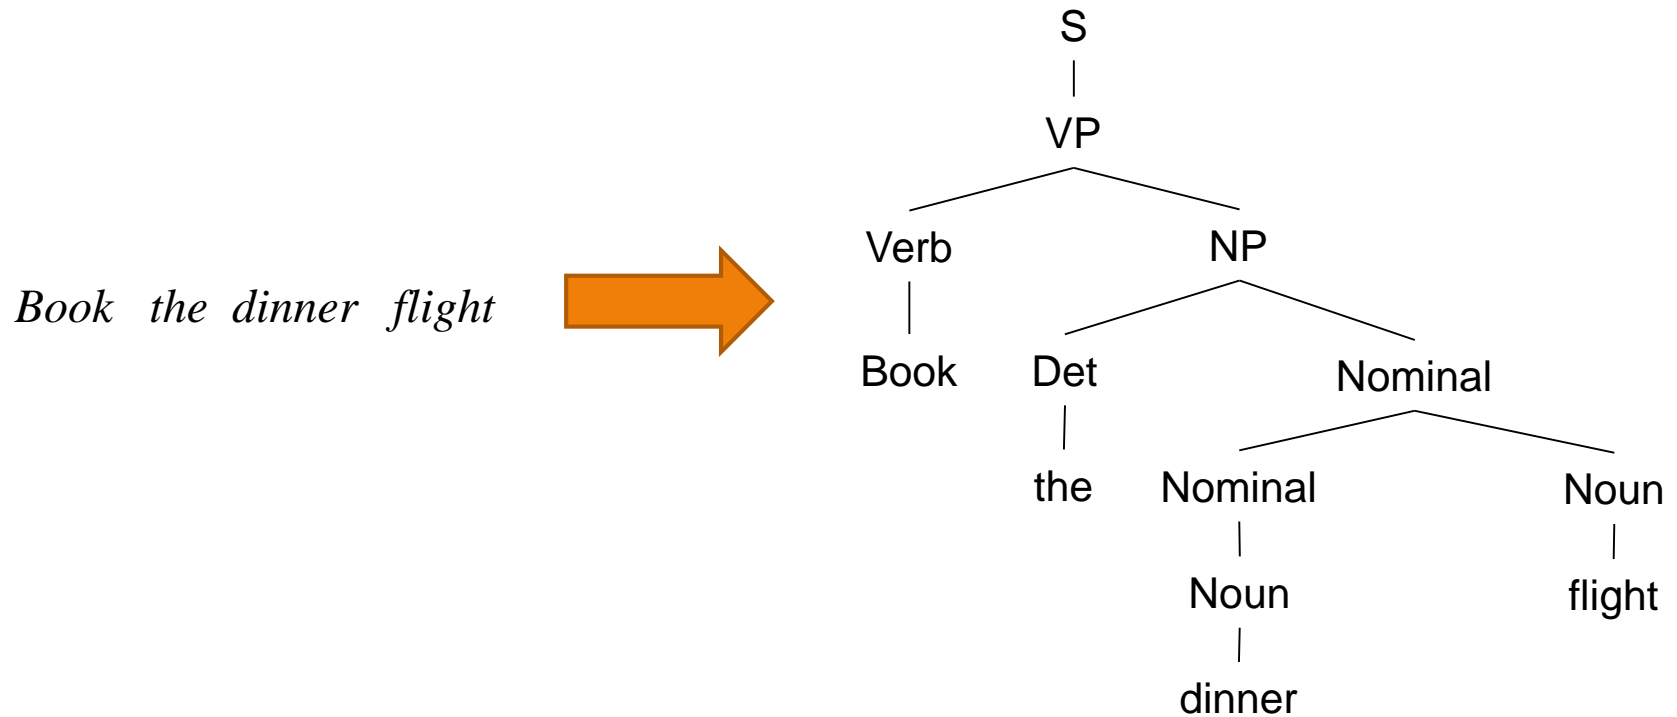 S
VP
Verb NP
Book the dinner flight
Book Det Nominal
the Nominal Noun
Noun flight
dinner